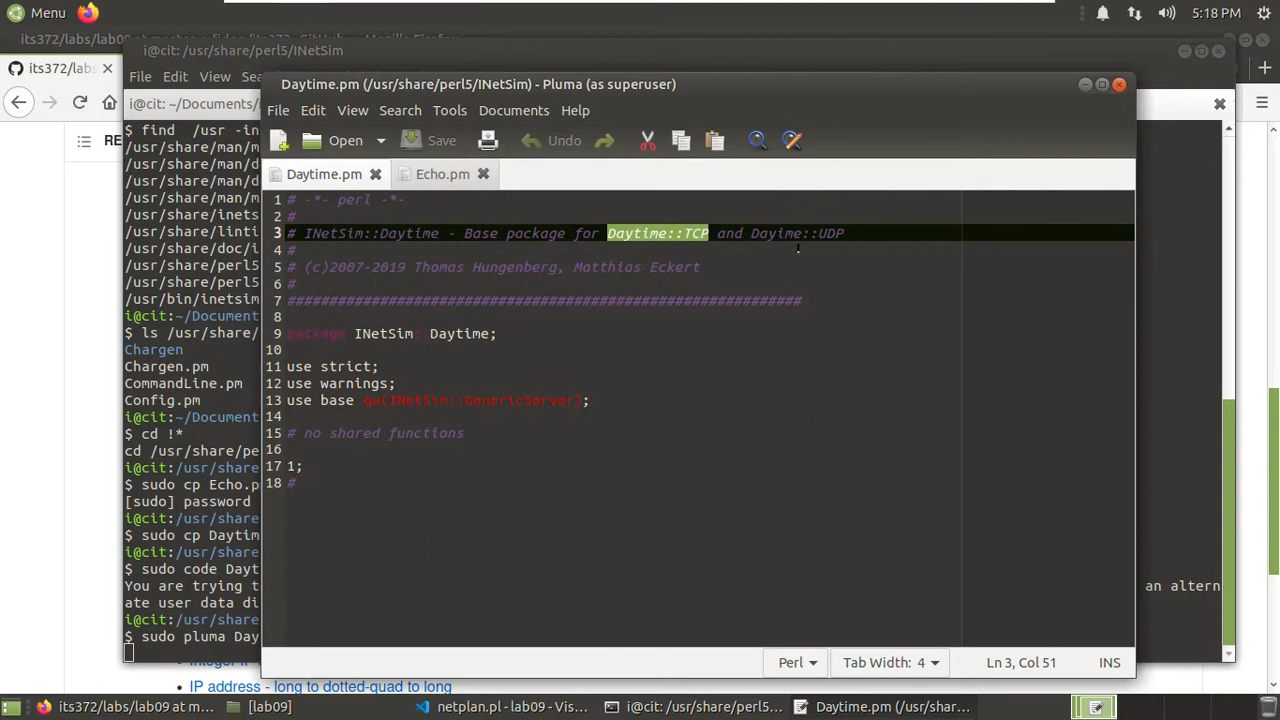 Menu
5:18 PM
its372/labs/lab09 at master
Mozilla Firefox
i@cit: /usr/share/perl5/INetSim
its372/labs
File Edit View
i@cit: ~/Documents/
Daytime.pm (/usr/share/perl5/INetSim) - Pluma (as superuser)
File Edit View Search Tools Documents Help
Open Save Undo
Daytime.pm Echo.pm
1 # -*- perl -*-
2 #
3 # INetSim::Daytime - Base package for Daytime::TCP and Dayime::UDP
4 #
5 # (c)2007-2019 Thomas Hungenberg, Matthias Eckert
6 #
7 #############################################################
8
9 package INetSim::Daytime;
10
11 use strict;
12 use warnings;
13 use base qw(INetSim::GenericServer);
14
15 # no shared functions
16
17 1;
18 #
Perl Tab Width: 4 Ln 3, Col 51 INS
RE
$ find /usr -in
/usr/share/man/m
/usr/share/man/d
/usr/share/man/m
/usr/share/man/d
/usr/share/man/m
/usr/share/inets
/usr/share/linti
/usr/share/doc/i
/usr/share/perl5
/usr/share/perl5
/usr/bin/inetsim
i@cit:~/Document
$ ls /usr/share/
Chargen
Chargen.pm
CommandLine.pm
Config.pm
i@cit:~/Document
$ cd !*
cd /usr/share/pe
i@cit:/usr/share
$ sudo cp Echo.p
[sudo] password
$ sudo cp Daytim
i@cit:/usr/share
$ sudo code Dayt
You are trying t
an altern
ate user data di
i@cit:/usr/share
$ sudo pluma Day
Integer IP
IP address - long to dotted-quad to long
its372/labs/lab09 at m... [lab09] netplan.pl - lab09 - Vis... i@cit: /usr/share/perl5... Daytime.pm (/usr/shar...